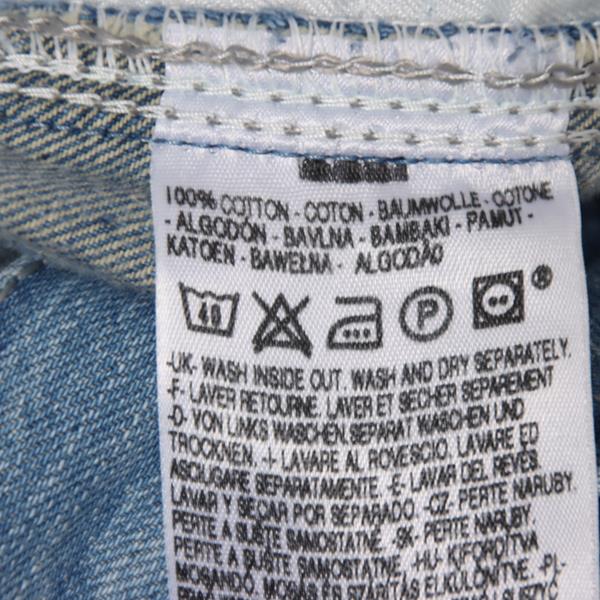 100% COTTON - COTON - BAUMWOLLE - COTONE
- ALGODÓN - BAVLNA - BAMBAKI - PAMUT -
KATOEN - BAWEŁNA - ALGODÃO
40 P ®
-UK- WASH INSIDE OUT. WASH AND DRY SEPARATELY.
-F- LAVER RETOURNE. LAVER ET SECHER SEPAREMENT
-D- VON LINKS WASCHEN. SEPARAT WASCHEN UND
TROCKNEN. -I- LAVARE AL ROVESCIO. LAVARE ED
ASCIUGARE SEPARATAMENTE. -E- LAVAR DEL REVÉS.
LAVAR Y SECAR POR SEPARADO. -CZ- PERTE NARUBY.
PERTE A SUŠTE SAMOSTATNĚ. -SK- PERTE NARUBY.
PERTE A SUŠTE SAMOSTATNE. -HU- KIFORDÍTVA
MOSANDÓ. MOSÁS ÉS SZÁRÍTÁS ELKÜLÖNÍTVE. -PL-